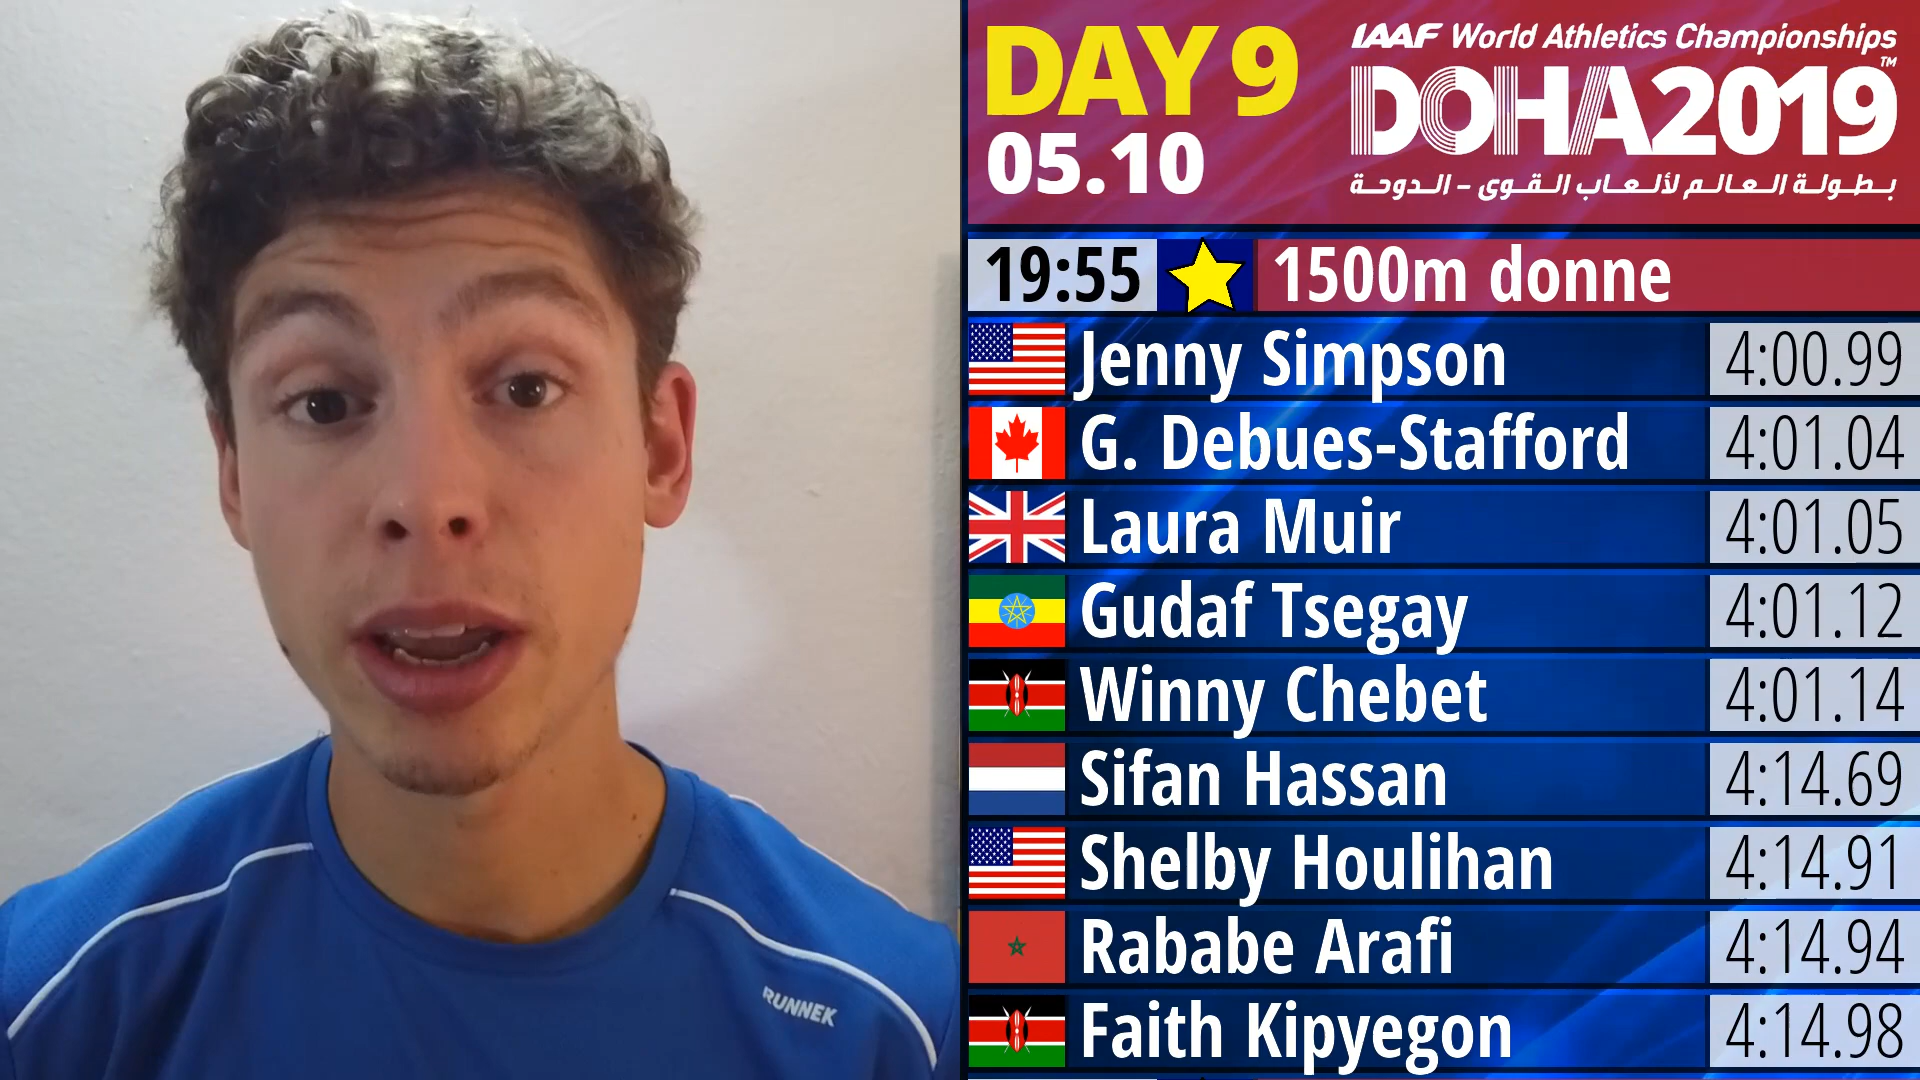 DAY 9
05.10
IAAF World Athletics Championships
DOHA2019™
بطولة العالم لألعاب القوى - الدوحة
19:55 1500m donne
Jenny Simpson 4:00.99
G. Debues-Stafford 4:01.04
Laura Muir 4:01.05
Gudaf Tsegay 4:01.12
Winny Chebet 4:01.14
Sifan Hassan 4:14.69
Shelby Houlihan 4:14.91
Rababe Arafi 4:14.94
Faith Kipyegon 4:14.98
RUNNEK